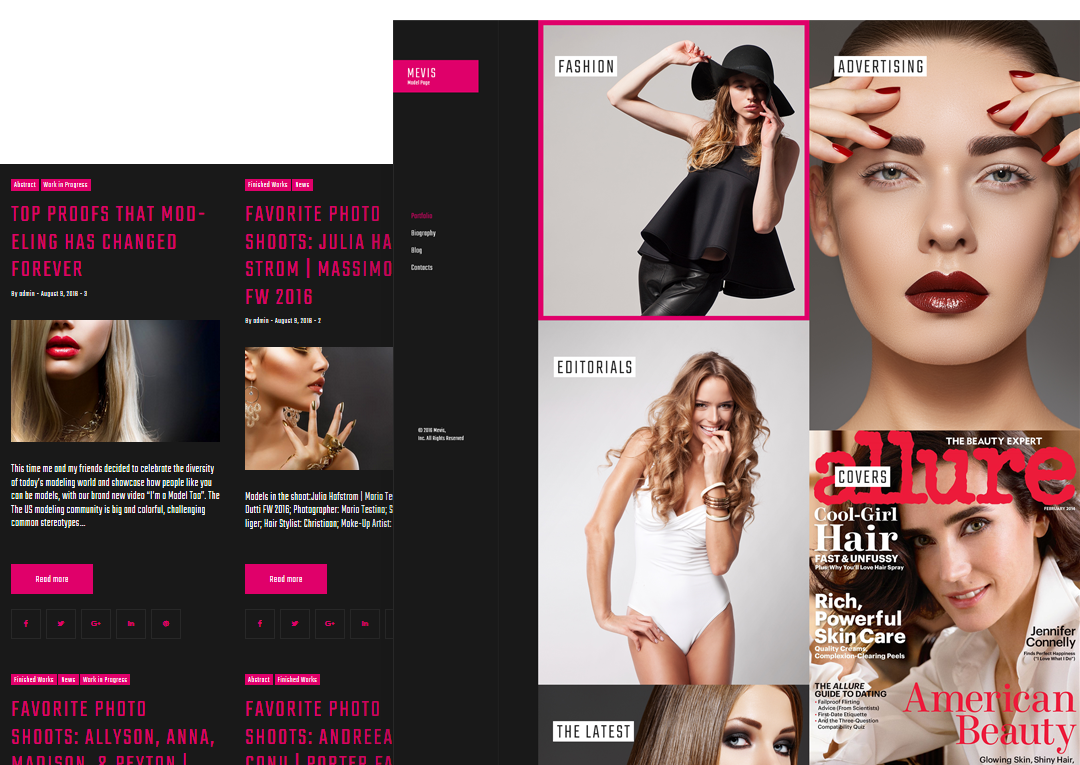 Abstract Work in Progress
TOP PROOFS THAT MOD-
ELING HAS CHANGED
FOREVER
By admin - August 9, 2016 - 3
This time me and my friends decided to celebrate the diversity
of today's modeling world and showcase how people like you
can be models, with our brand new video "I'm a Model Too". The
The US modeling community is big and colorful, challenging
common stereotypes...
Read more
Finished Works News Work in Progress
FAVORITE PHOTO
SHOOTS: ALLYSON, ANNA,
MADISON, & PEYTON |
Finished Works News
FAVORITE PHOTO
SHOOTS: JULIA HA
STROM | MASSIMO
FW 2016
By admin - August 9, 2016 - 2
Models in the shoot:Julia Hafstrom | Mario Te
Dutti FW 2016; Photographer: Mario Testino; S
liger; Hair Stylist: Christiaan; Make-Up Artist:
Read more
Abstract Finished Works
FAVORITE PHOTO
SHOOTS: ANDREEA
MEVIS
Model Page
Portfolio
Biography
Blog
Contacts
© 2016 Mevis,
Inc. All Rights Reserved
FASHION
EDITORIALS
THE LATEST
ADVERTISING
THE BEAUTY EXPERT
allure
COVERS
FEBRUARY 2014
Cool-Girl
Hair
FAST & UNFUSSY
Plus: Why You'll Love Hair Spray
Rich,
Powerful
Skin Care
Quality Creams,
Complexion-Clearing Peels
Jennifer
Connelly
Finds Perfect Happiness
("I Love What I Do")
THE ALLURE
GUIDE TO DATING
• Failproof Flirting
Advice (From Scientists)
• First-Date Etiquette
• And the Three-Question
Compatibility Quiz
American
Beauty
Glowing Skin, Shiny Hair,